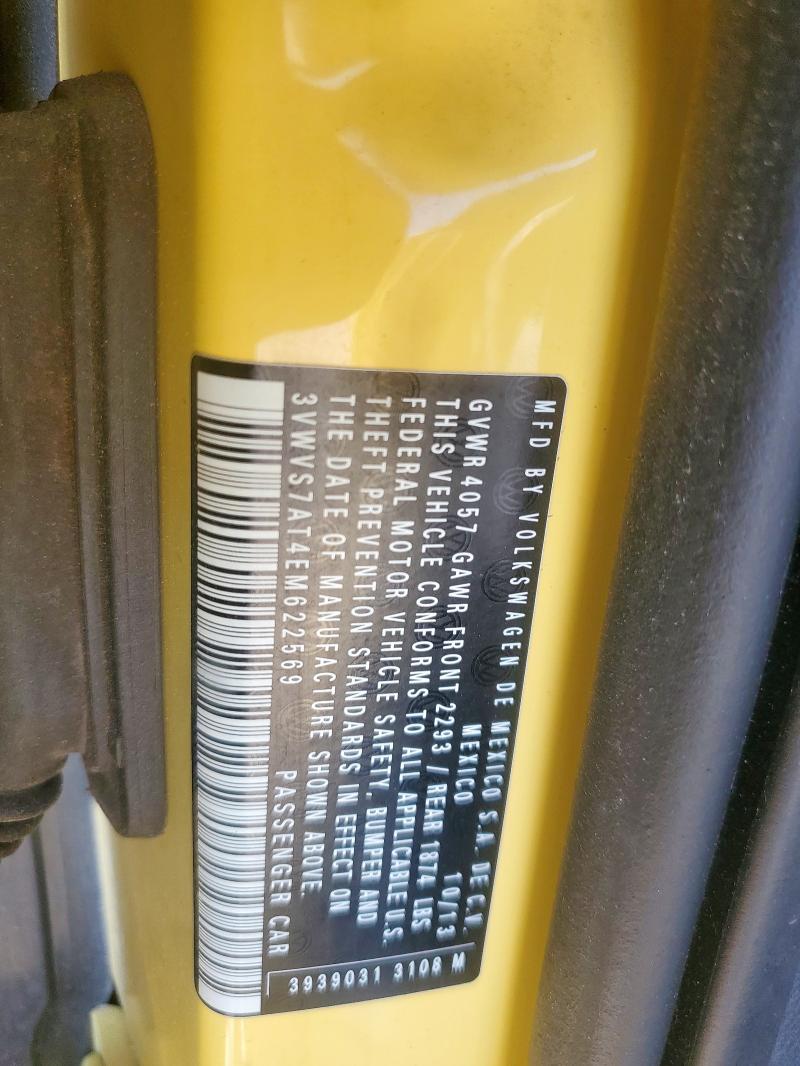 MFD BY VOLKSWAGEN DE MEXICO S.A. DE C.V.
MEXICO 10/13
GVWR 4057 GAWR FRONT 2293 / REAR 1874 LBS
THIS VEHICLE CONFORMS TO ALL APPLICABLE U.S.
FEDERAL MOTOR VEHICLE SAFETY, BUMPER AND
THEFT PREVENTION STANDARDS IN EFFECT ON
THE DATE OF MANUFACTURE SHOWN ABOVE.
3VWVS7AT4EM622569 PASSENGER CAR
3939031 3108 M